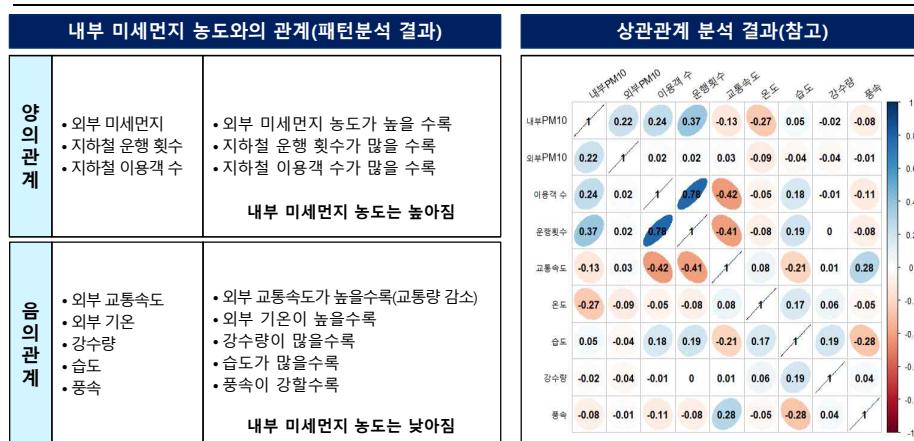 내부 미세먼지 농도와의 관계(패턴분석 결과)
양의관계
• 외부 미세먼지
• 지하철 운행 횟수
• 지하철 이용객 수
• 외부 미세먼지 농도가 높을 수록
• 지하철 운행 횟수가 많을 수록
• 지하철 이용객 수가 많을 수록
내부 미세먼지 농도는 높아짐
음의관계
• 외부 교통속도
• 외부 기온
• 강수량
• 습도
• 풍속
• 외부 교통속도가 높을수록(교통량 감소)
• 외부 기온이 높을수록
• 강수량이 많을수록
• 습도가 많을수록
• 풍속이 강할수록
내부 미세먼지 농도는 낮아짐
상관관계 분석 결과(참고)
내부PM10 외부PM10 이용객 수 운행횟수 교통속도 온도 습도 강수량 풍속
내부PM10 1 0.22 0.24 0.37 -0.13 -0.27 0.05 -0.02 -0.08
외부PM10 0.22 1 0.02 0.02 0.03 -0.09 -0.04 -0.04 -0.01
이용객 수 0.24 0.02 1 0.78 -0.42 -0.05 0.18 -0.01 -0.11
운행횟수 0.37 0.02 0.78 1 -0.41 -0.08 0.19 0 -0.08
교통속도 -0.13 0.03 -0.42 -0.41 1 0.08 -0.21 0.01 0.28
온도 -0.27 -0.09 -0.05 -0.08 0.08 1 0.17 0.06 -0.05
습도 0.05 -0.04 0.18 0.19 -0.21 0.17 1 0.19 -0.28
강수량 -0.02 -0.04 -0.01 0 0.01 0.06 0.19 1 0.04
풍속 -0.08 -0.01 -0.11 -0.08 0.28 -0.05 -0.28 0.04 1